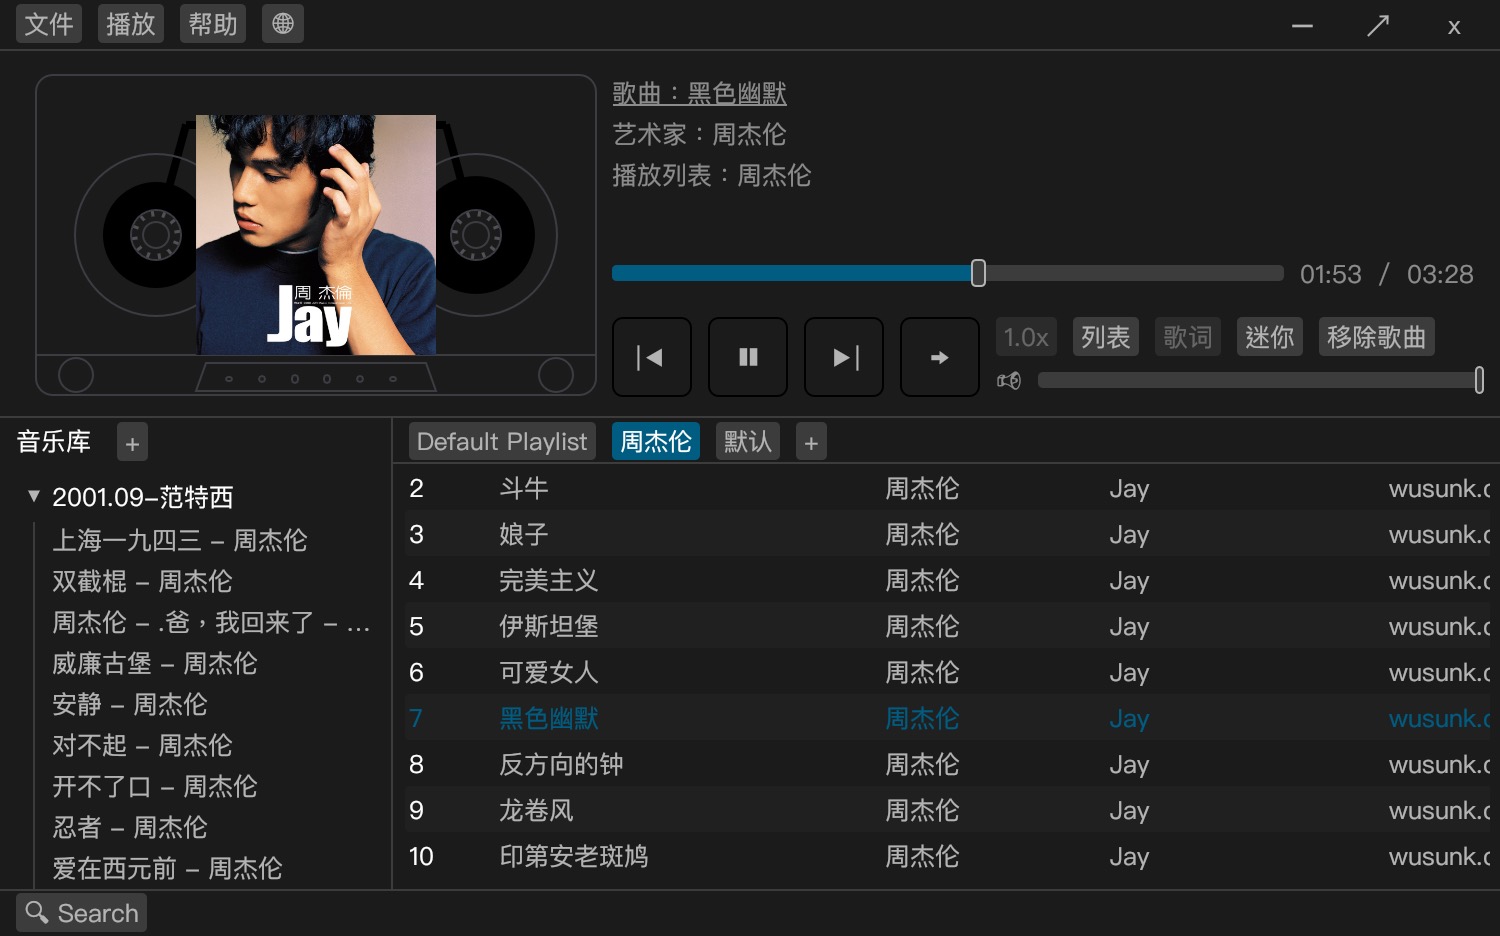 文件 播放 帮助
x
歌曲：黑色幽默
艺术家：周杰伦
播放列表：周杰伦
周 杰倫
Jay
01:53 / 03:28
1.0x 列表 歌词 迷你 移除歌曲
音乐库 +
Default Playlist 周杰伦 默认 +
▼ 2001.09-范特西
上海一九四三 - 周杰伦
双截棍 - 周杰伦
周杰伦 - .爸，我回来了 - ...
威廉古堡 - 周杰伦
安静 - 周杰伦
对不起 - 周杰伦
开不了口 - 周杰伦
忍者 - 周杰伦
爱在西元前 - 周杰伦
2 斗牛 周杰伦 Jay wusunk.c
3 娘子 周杰伦 Jay wusunk.c
4 完美主义 周杰伦 Jay wusunk.c
5 伊斯坦堡 周杰伦 Jay wusunk.c
6 可爱女人 周杰伦 Jay wusunk.c
7 黑色幽默 周杰伦 Jay wusunk.c
8 反方向的钟 周杰伦 Jay wusunk.c
9 龙卷风 周杰伦 Jay wusunk.c
10 印第安老斑鸠 周杰伦 Jay wusunk.c
Search